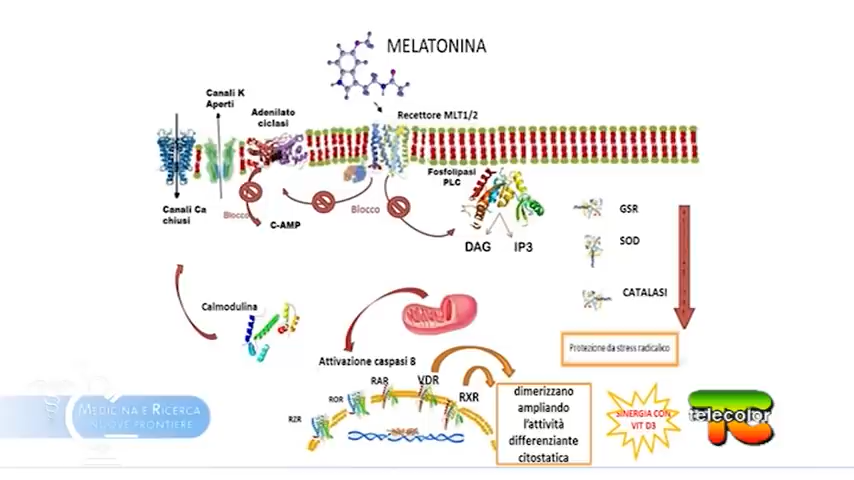 MELATONINA
Canali K
Aperti
Adenilato
ciclasi
Recettore MLT1/2
Fosfolipasi
PLC
Canali Ca
chiusi
Blocco
C-AMP
Blocco
DAG
IP3
GSR
SOD
CATALASI
Calmodulina
Protezione da stress radicalico
Attivazione caspasi 8
RZR
ROR
RAR
VDR
RXR
dimerizzano
ampliando
l'attività
differenziante
citostatica
SINERGIA CON
VIT D3
MEDICINA E RICERCA
NUOVE FRONTIERE
telecolor